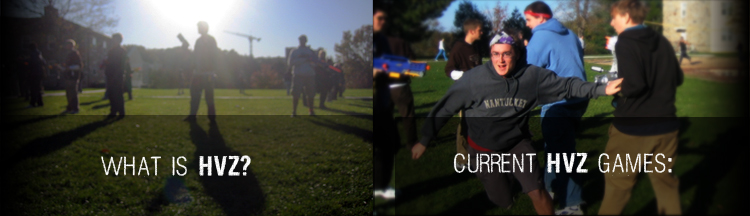 WHAT IS HVZ?
CURRENT HVZ GAMES:
NANTUCKET